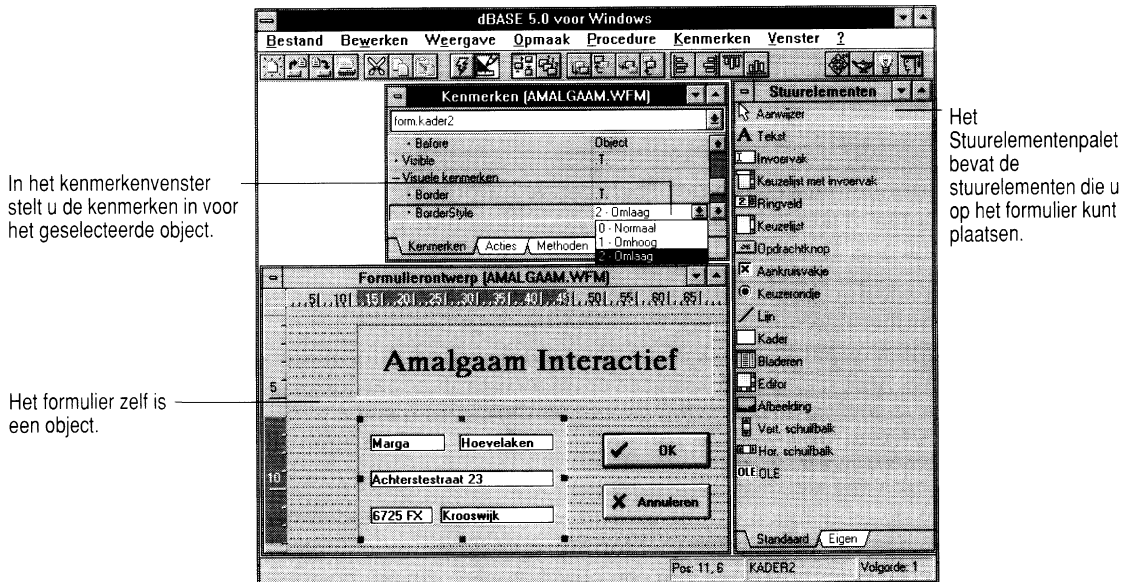 dBASE 5.0 voor Windows
Bestand Bewerken Weergave Opmaak Procedure Kenmerken Venster ?
Kenmerken (AMALGAAM.WFM)
form.kader2
Before Object
Visible .T.
Visuele kenmerken
Border .T.
BorderStyle 2 - Omlaag
0 - Normaal
1 - Omhoog
2 - Omlaag
Kenmerken Acties Methoden
Stuurelementen
Aanwijzer
A Tekst
Invoervak
Keuzelijst met invoervak
Ringveld
Keuzelijst
Opdrachtknop
Aankruisvakje
Keuzerondje
Lijn
Kader
Bladeren
Editor
Afbeelding
Vert. schuifbalk
Hor. schuifbalk
OLE OLE
Standaard Eigen
In het kenmerkenvenster
stelt u de kenmerken in voor
het geselecteerde object.
Het
Stuurelementenpalet
bevat de
stuurelementen die u
op het formulier kunt
plaatsen.
Formulierontwerp (AMALGAAM.WFM)
5 10 15 20 25 30 35 40 45 50 55 60 65
5
10
Amalgaam Interactief
Het formulier zelf is
een object.
Marga Hoevelaken
Achterstestraat 23
6725 FX Krooswijk
OK
Annuleren
Pos: 11, 6 KADER2 Volgorde: 1